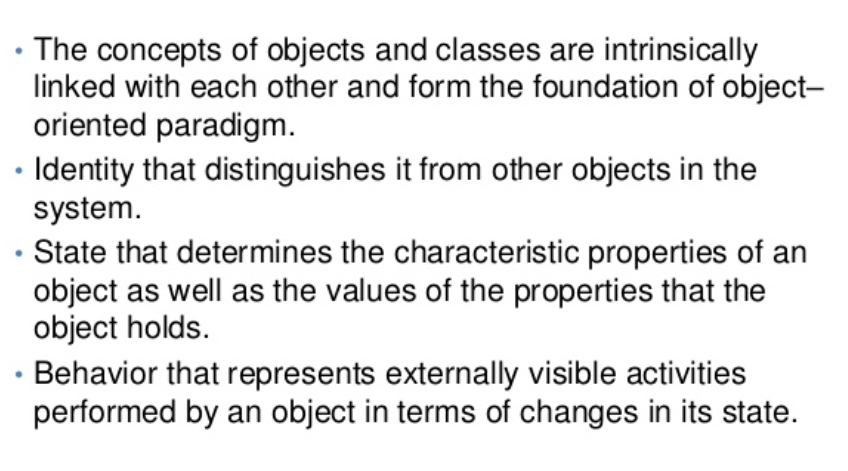 • The concepts of objects and classes are intrinsically
linked with each other and form the foundation of object–
oriented paradigm.
• Identity that distinguishes it from other objects in the
system.
• State that determines the characteristic properties of an
object as well as the values of the properties that the
object holds.
• Behavior that represents externally visible activities
performed by an object in terms of changes in its state.